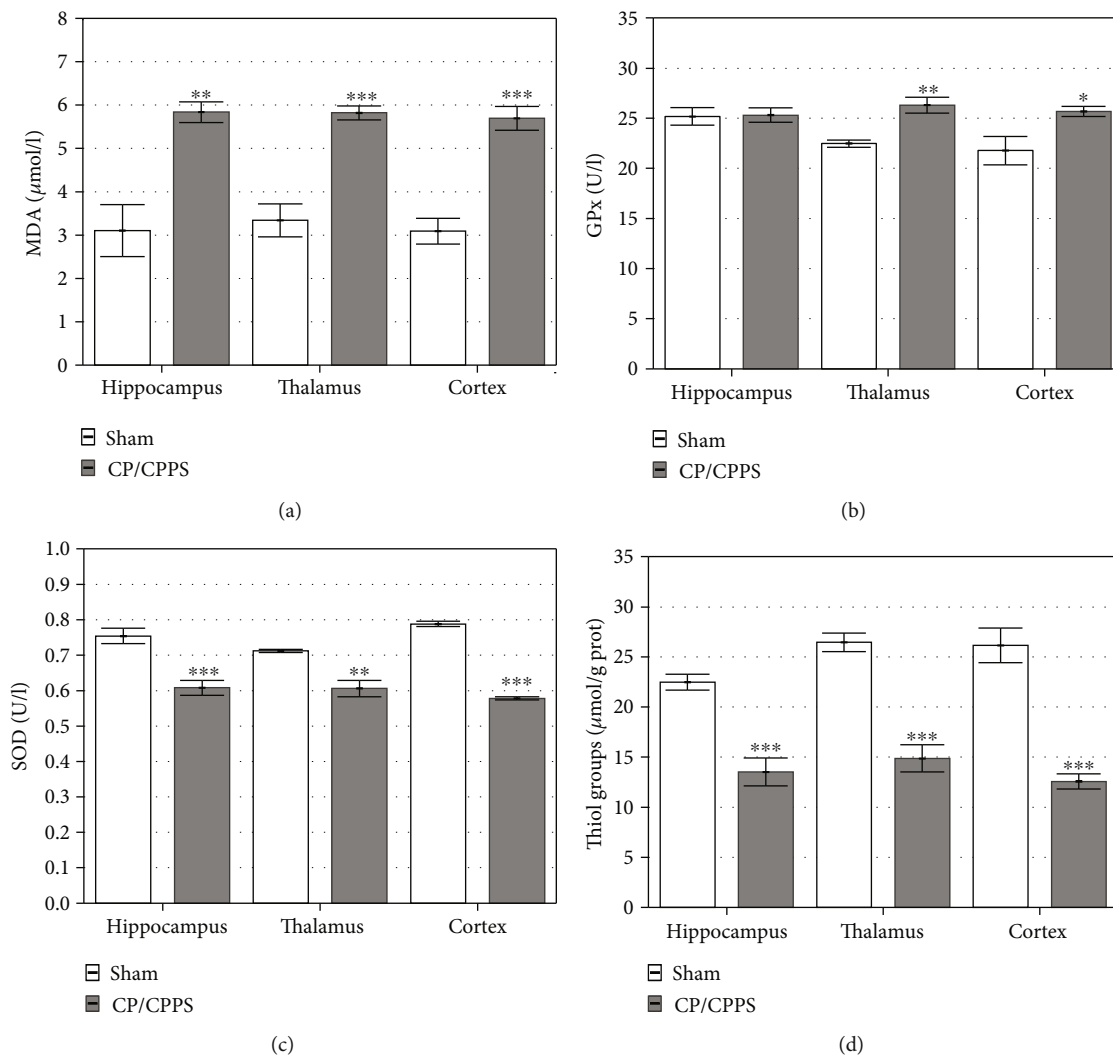 8
7
6
5
4
3
2
1
0
MDA (μmol/l)
**
***
***
Hippocampus
Thalamus
Cortex
Sham
CP/CPPS
(a)
35
30
25
20
15
10
5
0
GPx (U/l)
**
*
Hippocampus
Thalamus
Cortex
Sham
CP/CPPS
(b)
1.0
0.9
0.8
0.7
0.6
0.5
0.4
0.3
0.2
0.1
0.0
SOD (U/l)
***
**
***
Hippocampus
Thalamus
Cortex
Sham
CP/CPPS
(c)
35
30
25
20
15
10
5
0
Thiol groups (μmol/g prot)
***
***
***
Hippocampus
Thalamus
Cortex
Sham
CP/CPPS
(d)